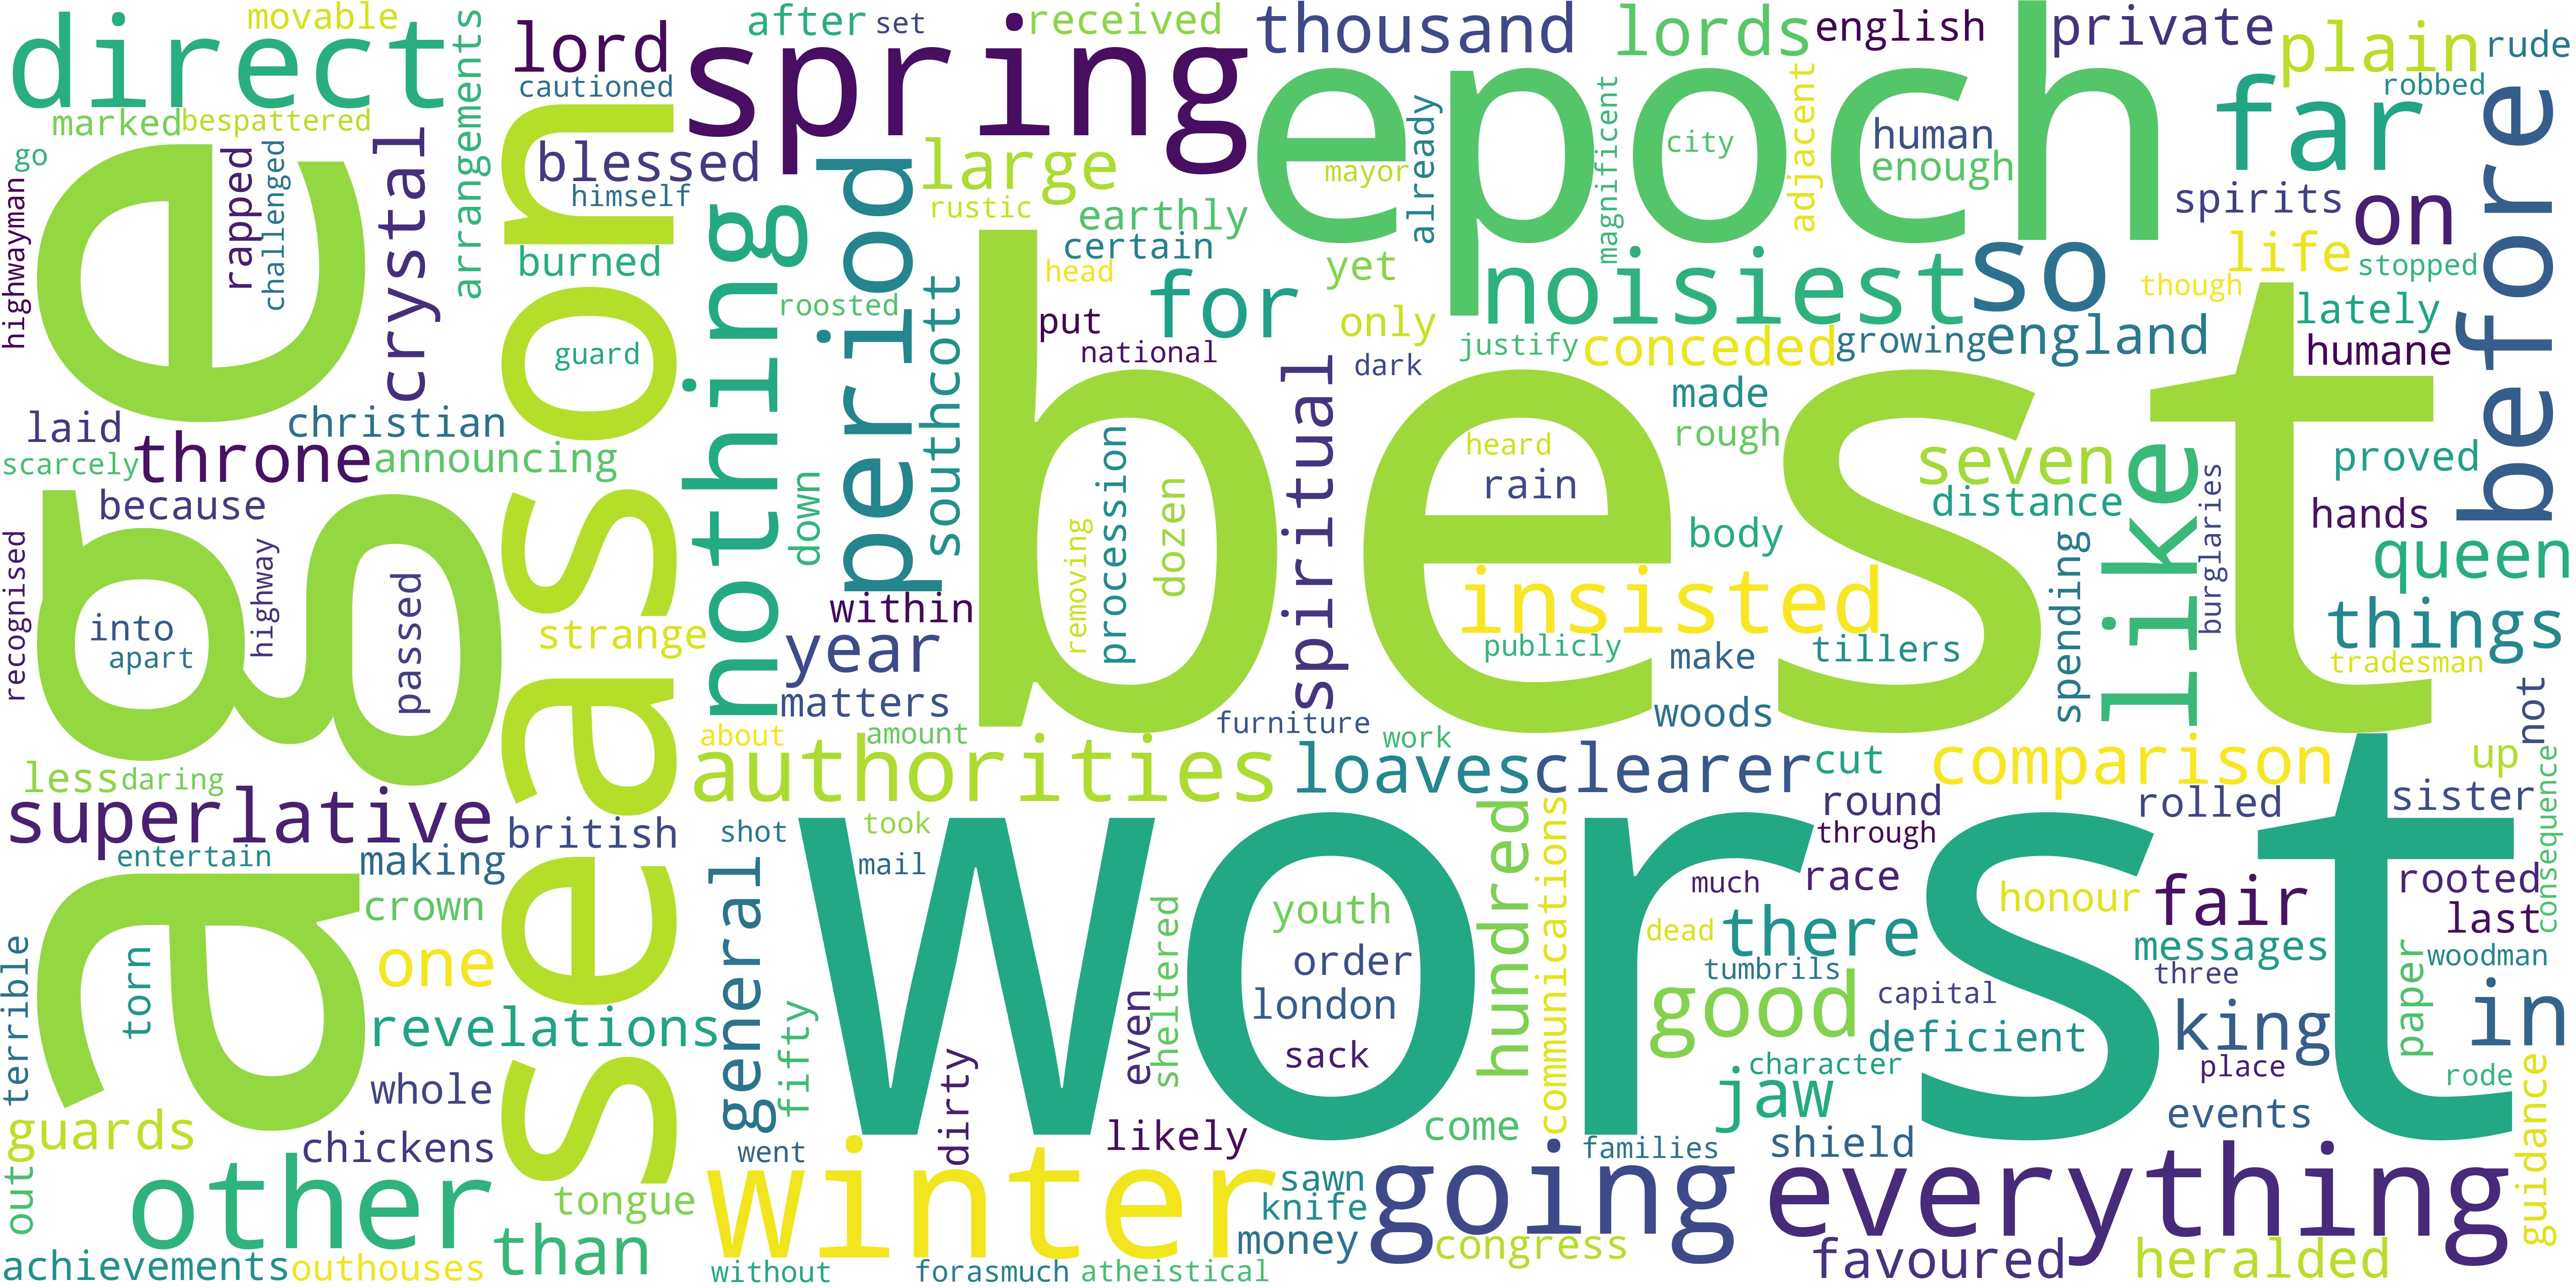 direct
movable
arrangements
lord
spring
after
set
received
thousand
lords
english
private
plain
rude
marked
bespattered
cautioned
robbed
go
highwayman
age
rapped
challenged
crystal
season
blessed
himself
large
rustic
earthly
epoch
mayor
already
city
magnificent
adjacent
human
enough
far
spirits
on
before
burned
nothing
period
southcott
certain
head
roosted
for
yet
noisiest
so
though
life
stopped
guard
put
national
only
dark
justify
conceded
growing
england
lately
humane
laid
christian
throne
announcing
scarcely
because
best
spiritual
made
rough
heard
rain
seven
distance
like
burglaries
proved
hands
recognised
highway
passed
into
apart
strange
down
within
year
matters
removing
procession
dozen
body
insisted
publicly
make
tillers
woods
spending
queen
things
tradesman
not
furniture
about
amount
authorities
work
loaves
clearer
cut
comparison
up
less
daring
superlative
british
shot
took
mail
worst
hundred
communications
round
through
rolled
sister
consequence
entertain
making
crown
one
general
youth
order
london
sack
much
race
dead
there
tumbrils
honour
fair
rooted
last
messages
woodman
three
paper
terrible
torn
revelations
whole
fifty
dirty
even
sheltered
good
capital
deficient
character
jaw
king
in
place
rode
guards
chickens
out
went
likely
come
families
shield
events
guidance
other
tongue
than
winter
sawn
knife
money
going
congress
everything
achievements
outhouses
without
forasmuch
atheistical
favoured
heralded